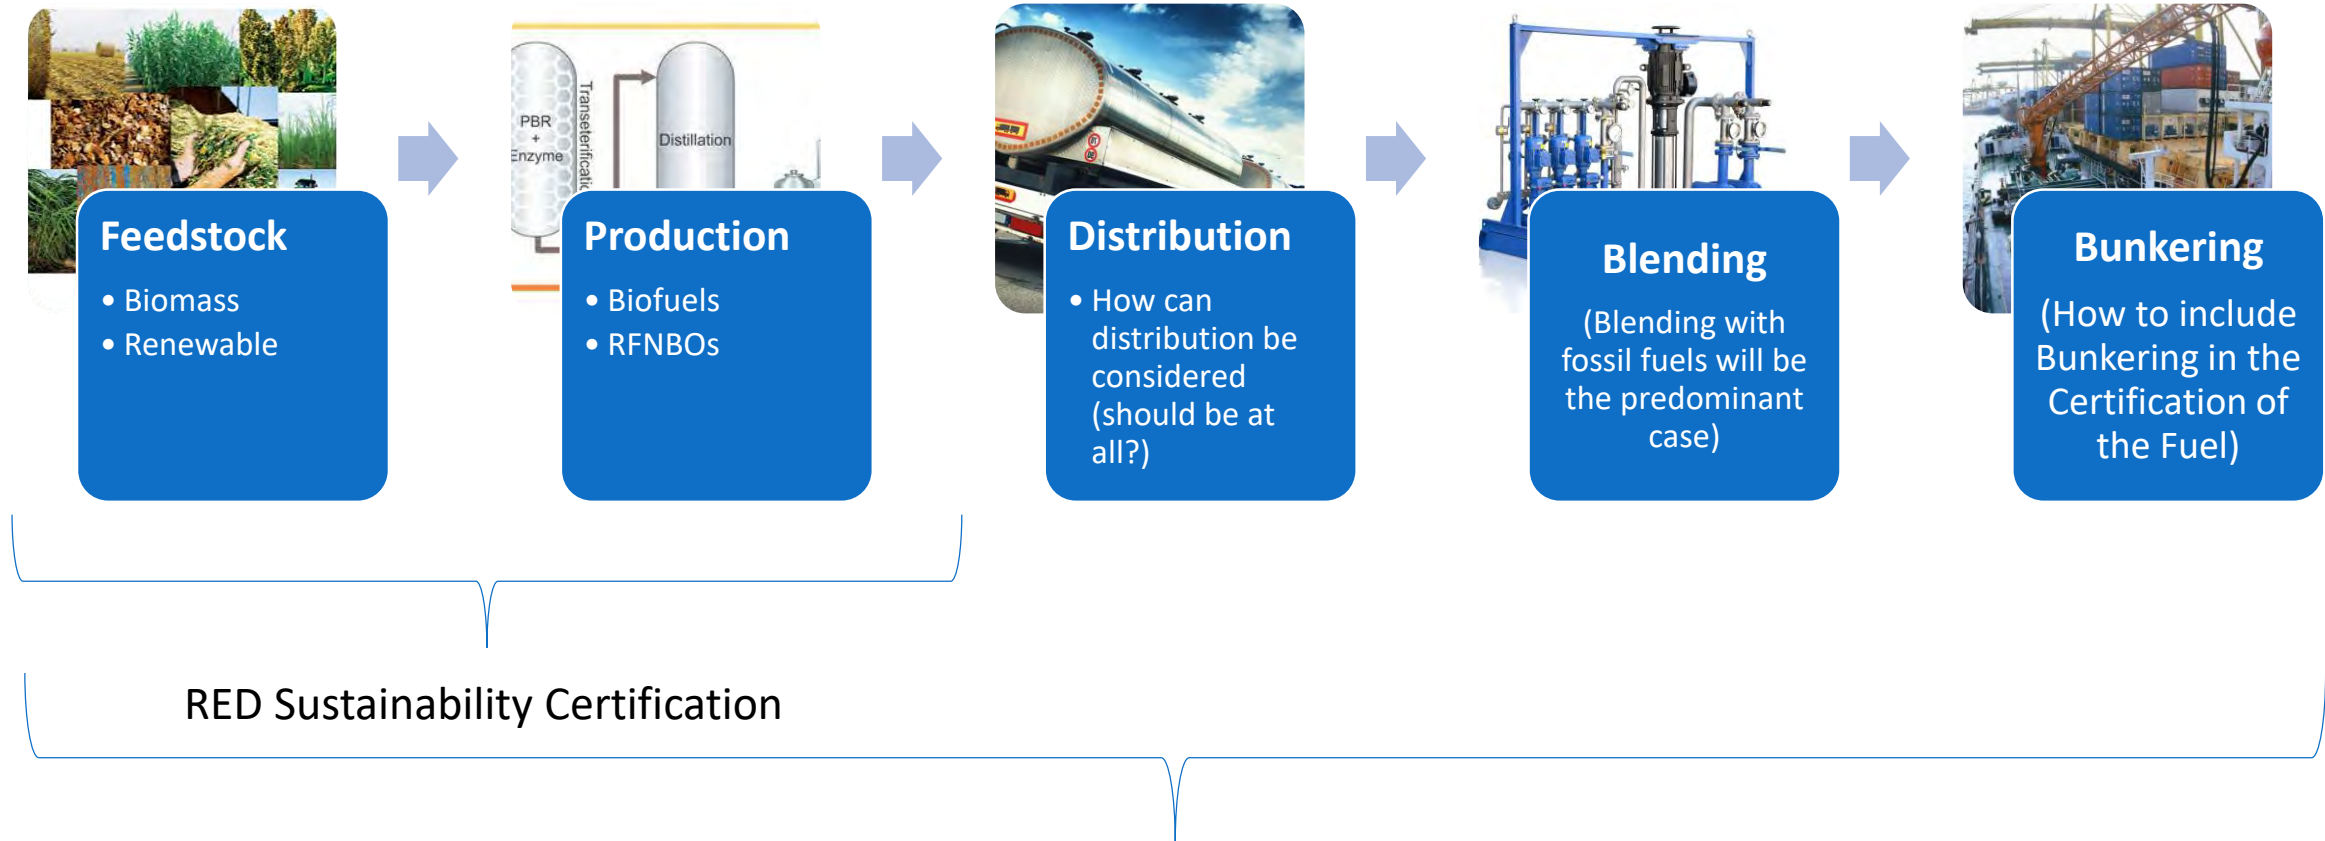 PBR
+
Enzyme
Transeterificatio
Distillation
Feedstock
• Biomass
• Renewable
Production
• Biofuels
• RFNBOs
Distribution
• How can
distribution be
considered
(should be at
all?)
Blending
(Blending with
fossil fuels will be
the predominant
case)
Bunkering
(How to include
Bunkering in the
Certification of
the Fuel)
RED Sustainability Certification